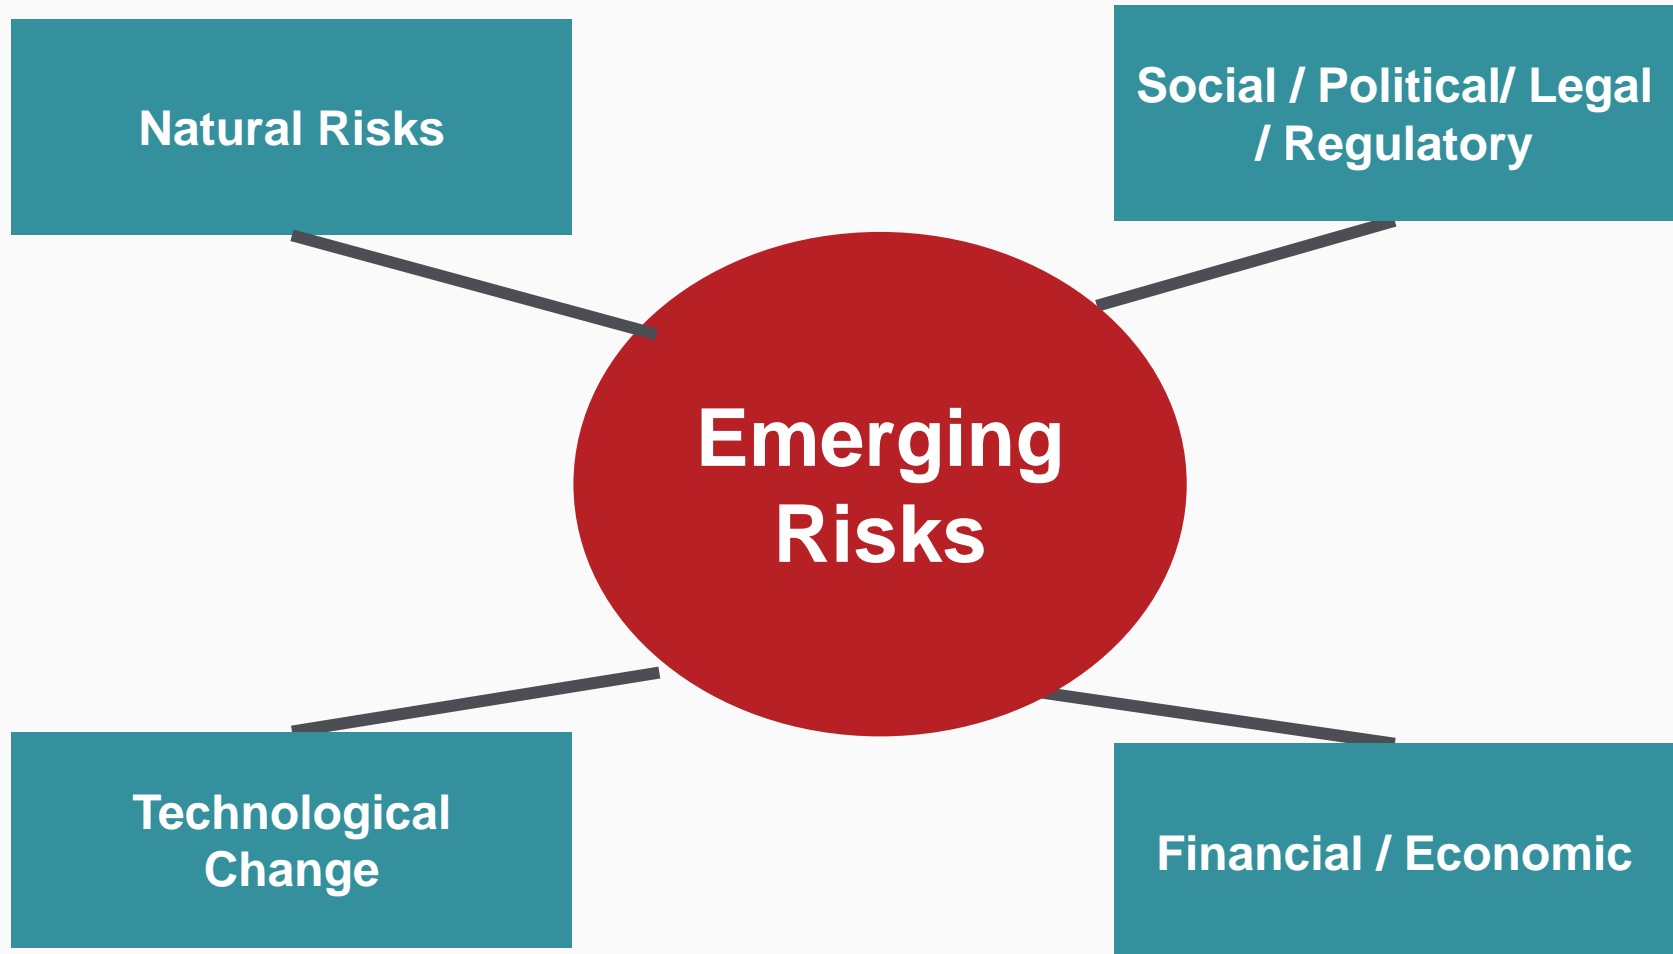 Natural Risks
Social / Political/ Legal
/ Regulatory
Emerging
Risks
Technological
Change
Financial / Economic